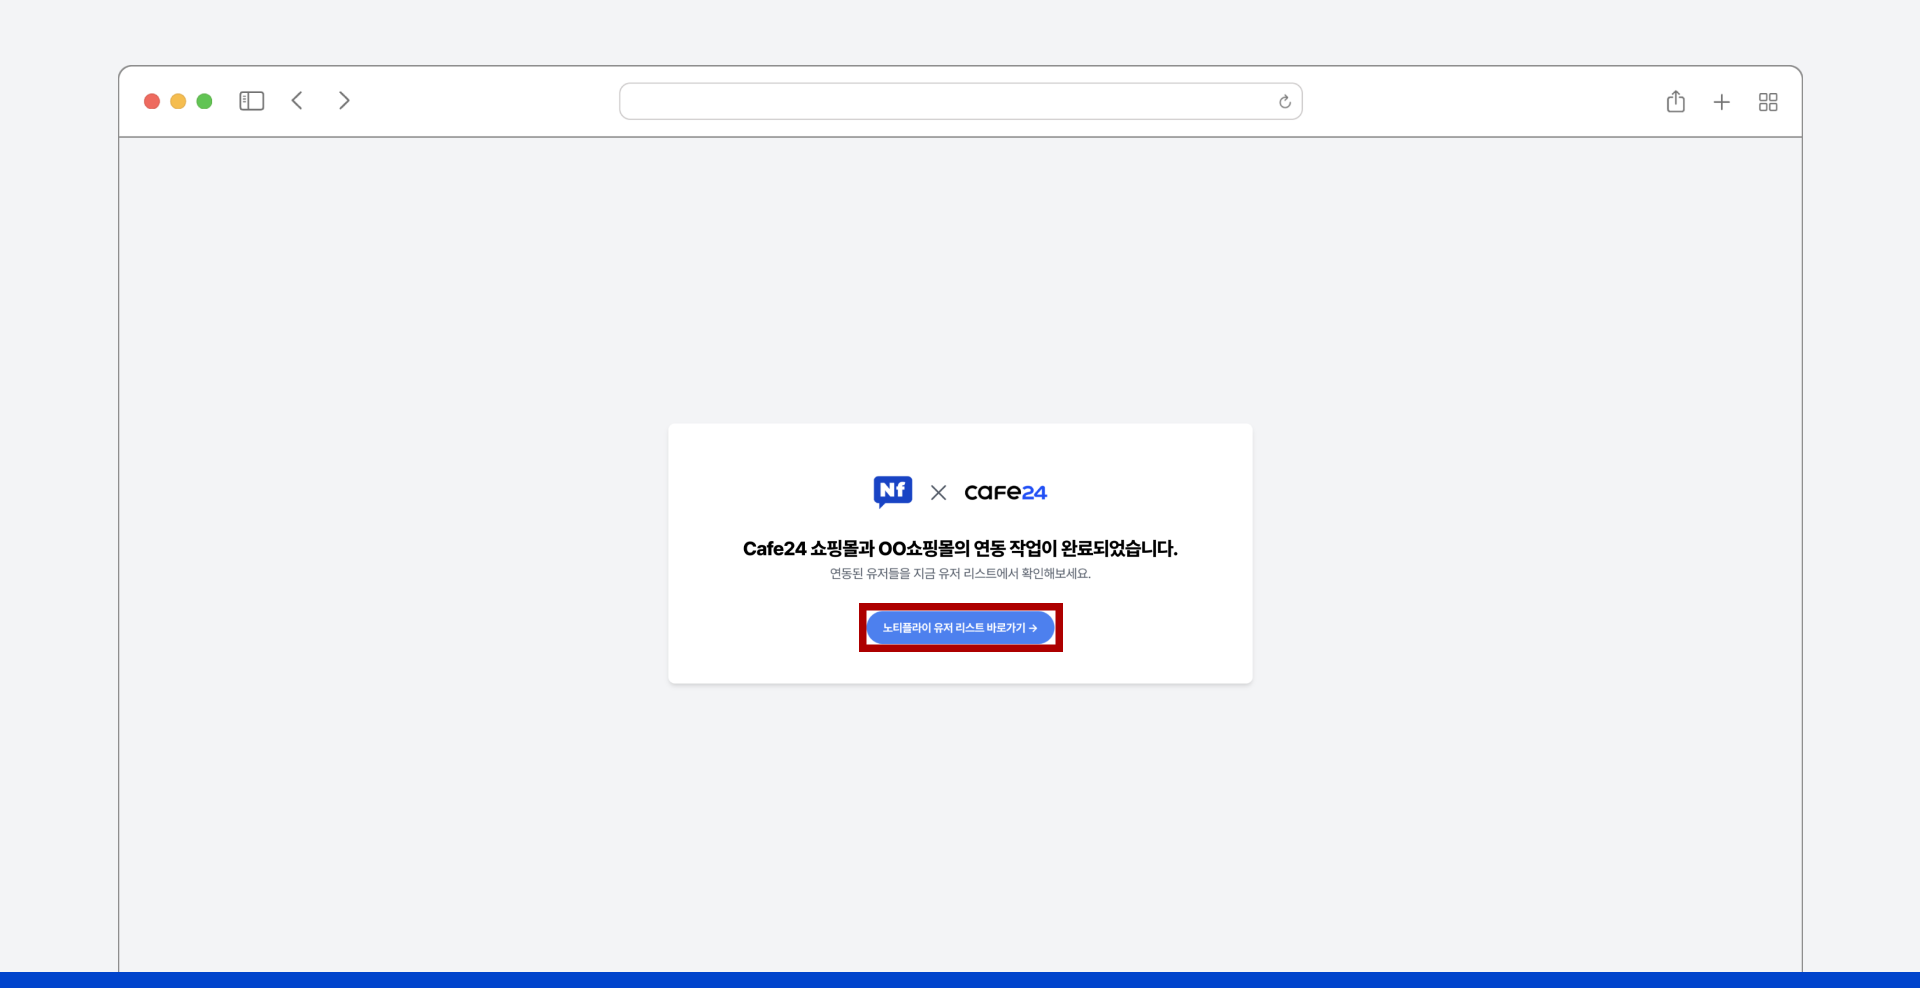 Nf × cafe24
Cafe24 쇼핑몰과 OO쇼핑몰의 연동 작업이 완료되었습니다.
연동된 유저들을 지금 유저 리스트에서 확인해보세요.
노티플라이 유저 리스트 바로가기 →